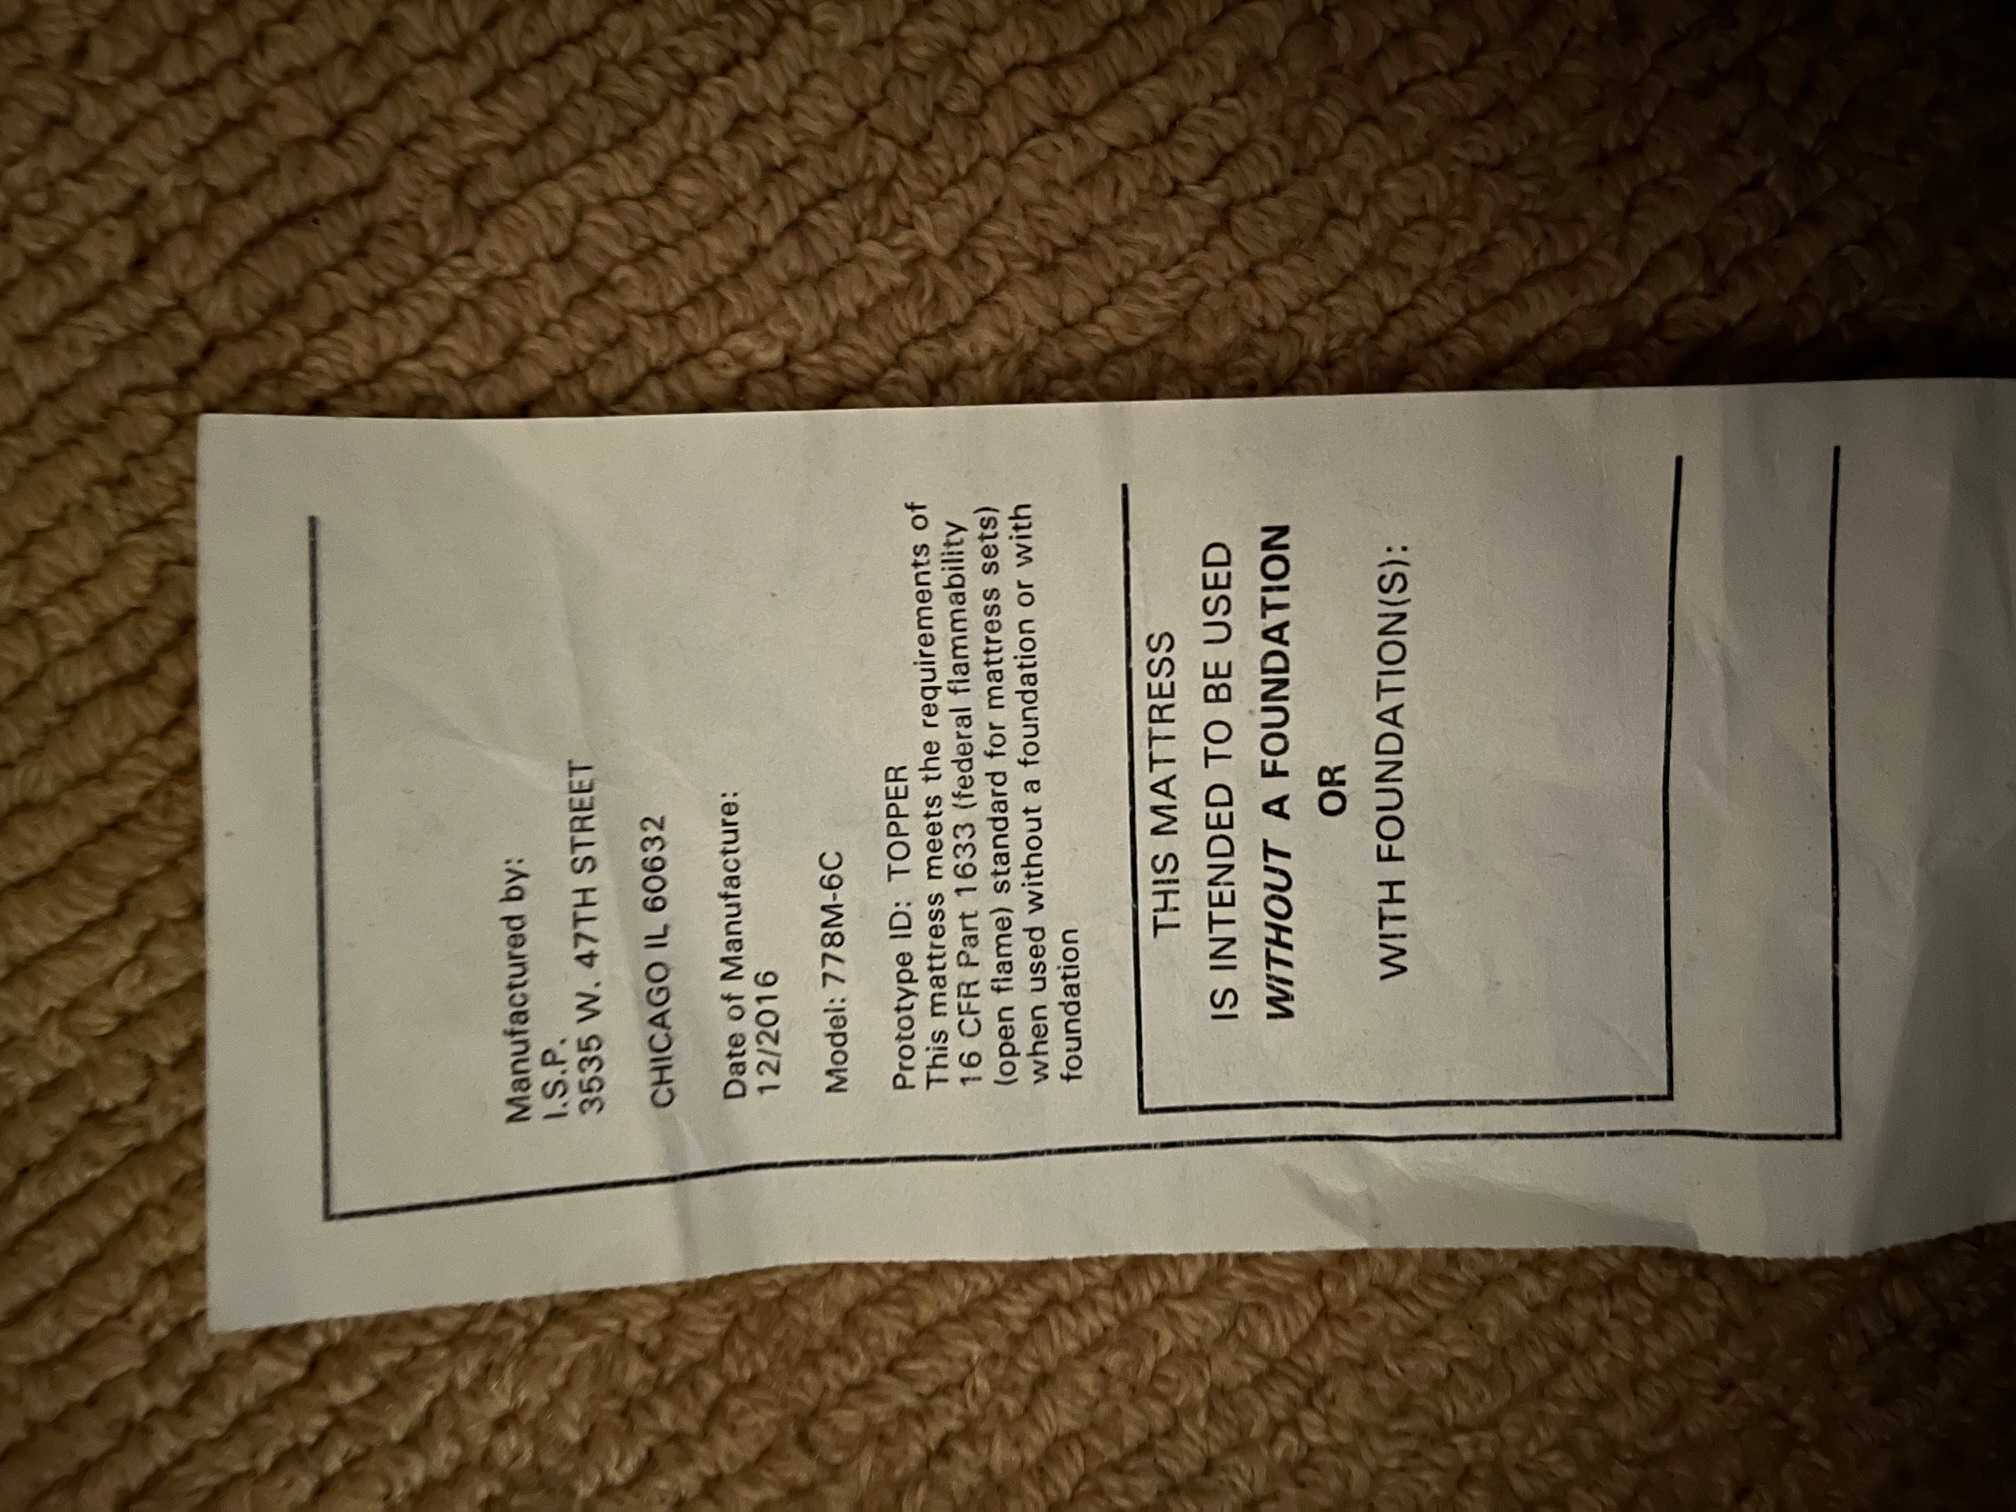 Manufactured by:
I.S.P.
3535 W. 47TH STREET
CHICAGO IL 60632
Date of Manufacture:
12/2016
Model: 778M-6C
Prototype ID: TOPPER
This mattress meets the requirements of
16 CFR Part 1633 (federal flammability
(open flame) standard for mattress sets)
when used without a foundation or with
foundation
THIS MATTRESS
IS INTENDED TO BE USED
WITHOUT A FOUNDATION
OR
WITH FOUNDATION(S):